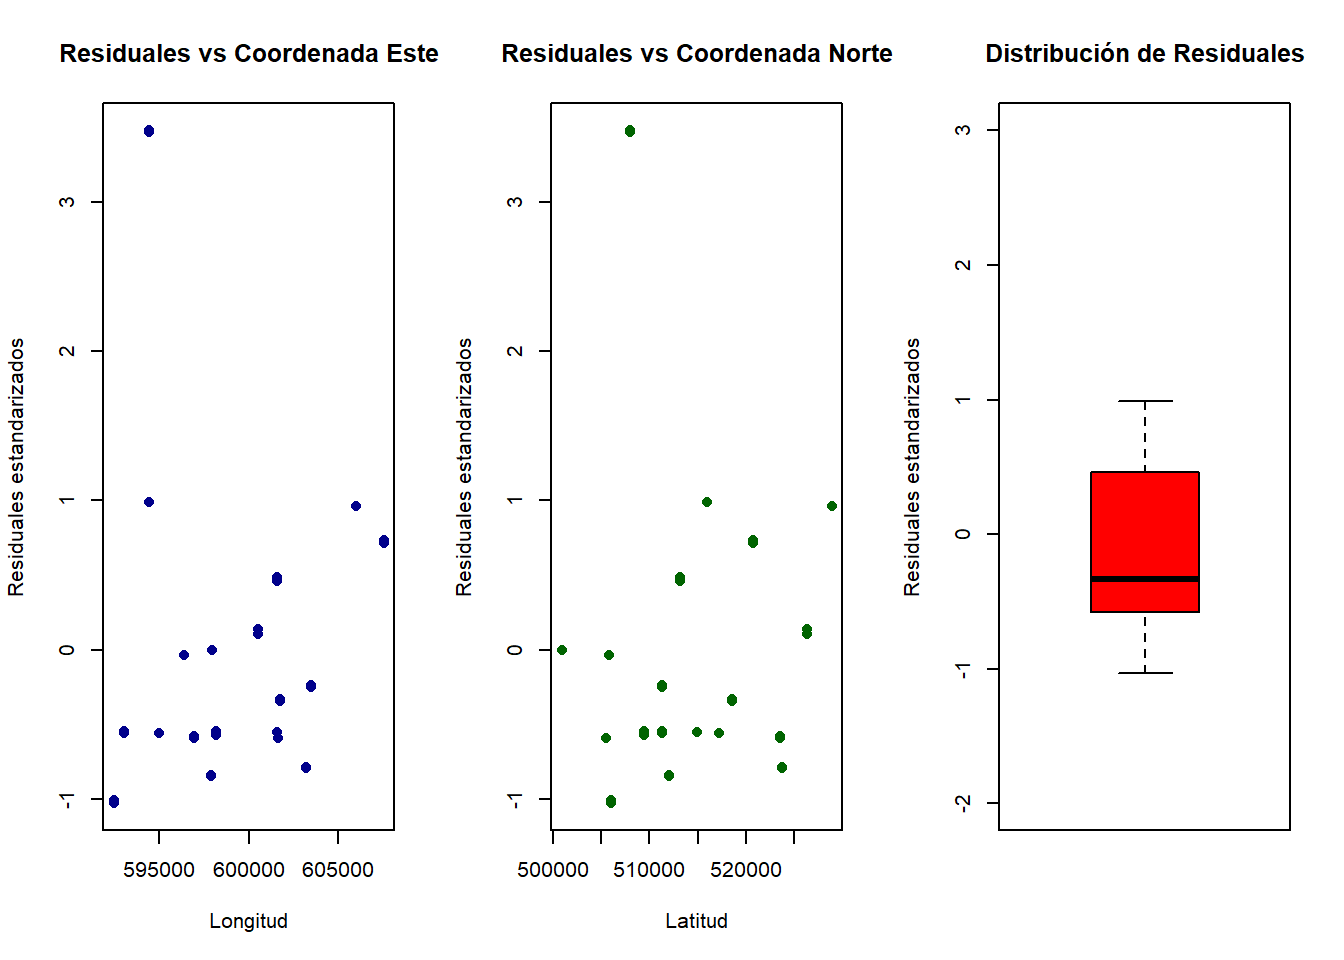 Residuales vs Coordenada Este
Residuales estandarizados
3
2
1
0
-1
595000 600000 605000
Longitud
Residuales vs Coordenada Norte
Residuales estandarizados
3
2
1
0
-1
500000 510000 520000
Latitud
Distribución de Residuales
Residuales estandarizados
3
2
1
0
-1
-2